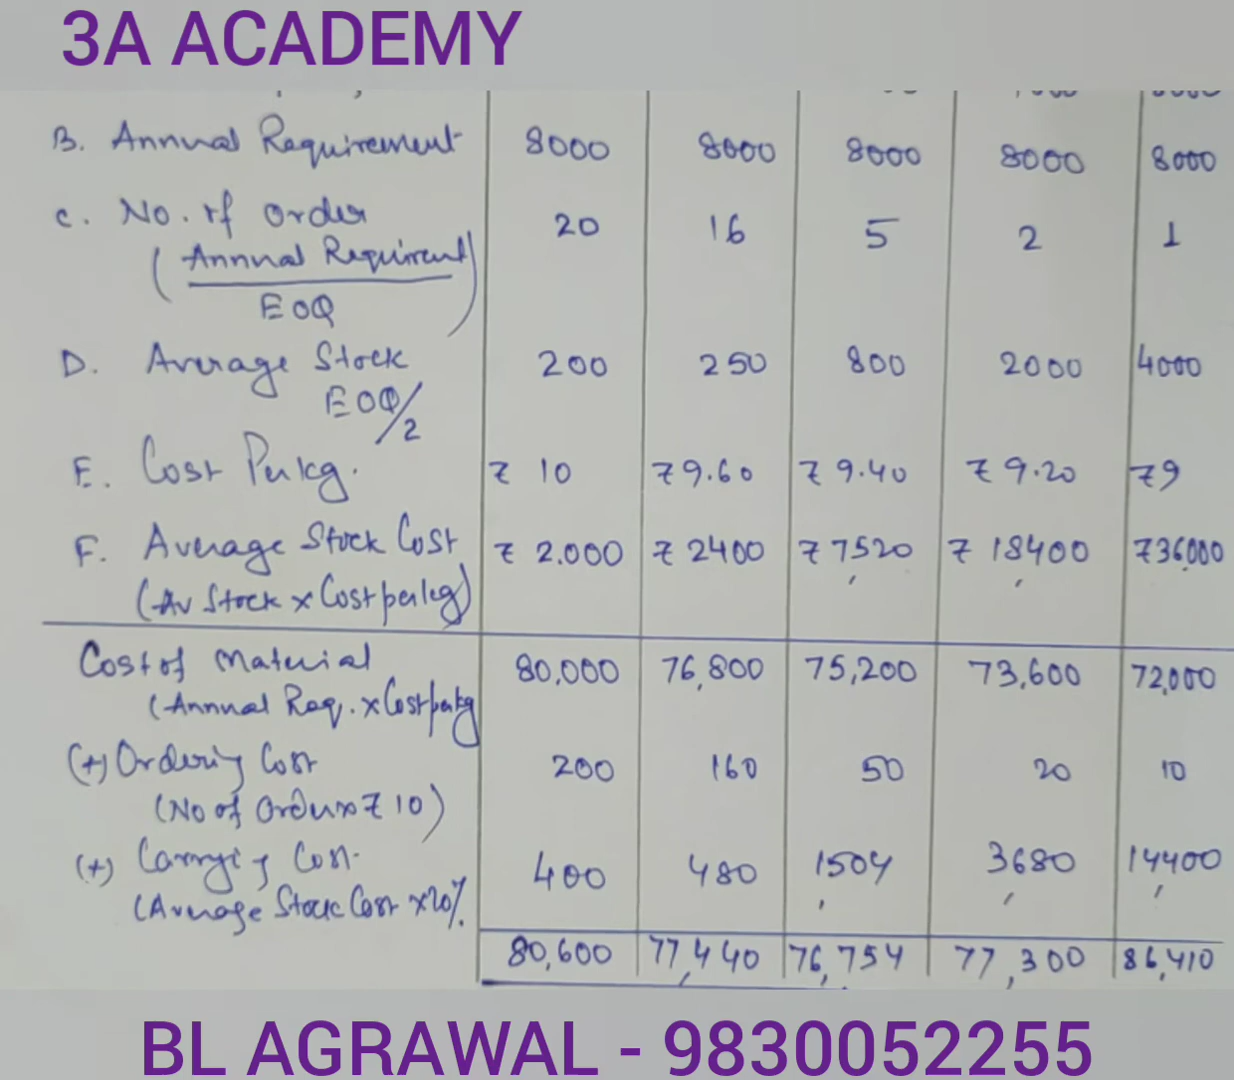 3A ACADEMY
B. Annual Requirement 8000 8000 8000 8000 8000
C. No. of order 20 16 5 2 1
(Annual Requirent)
EOQ
D. Average Stock 200 250 800 2000 4000
EOQ/2
E. Cost Per kg. ₹ 10 ₹9.60 ₹9.40 ₹9.20 ₹9
F. Average Stock Cost ₹ 2.000 ₹ 2400 ₹ 7520 ₹ 18400 ₹36000
(Av Stock x Cost per kg)
Cost of Material 80,000 76,800 75,200 73,600 72,000
(Annual Req. x Cost per kg
(+) Ordering Cost 200 160 50 20 10
(No of Orders x ₹ 10)
(+) Carrying Cost. 400 480 1504 3680 14400
(Average Stock Cost x 20%
80,600 77,440 76,754 77,300 86,410
BL AGRAWAL - 9830052255